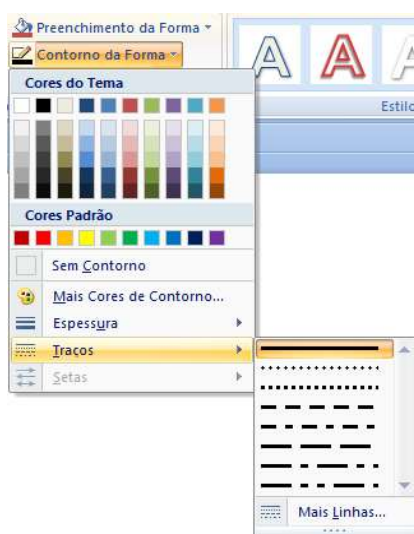 Preenchimento da Forma
Contorno da Forma
A A A
Estilo
Cores do Tema
Cores Padrão
Sem Contorno
Mais Cores de Contorno...
Espessura
Traços
Setas
Mais Linhas...